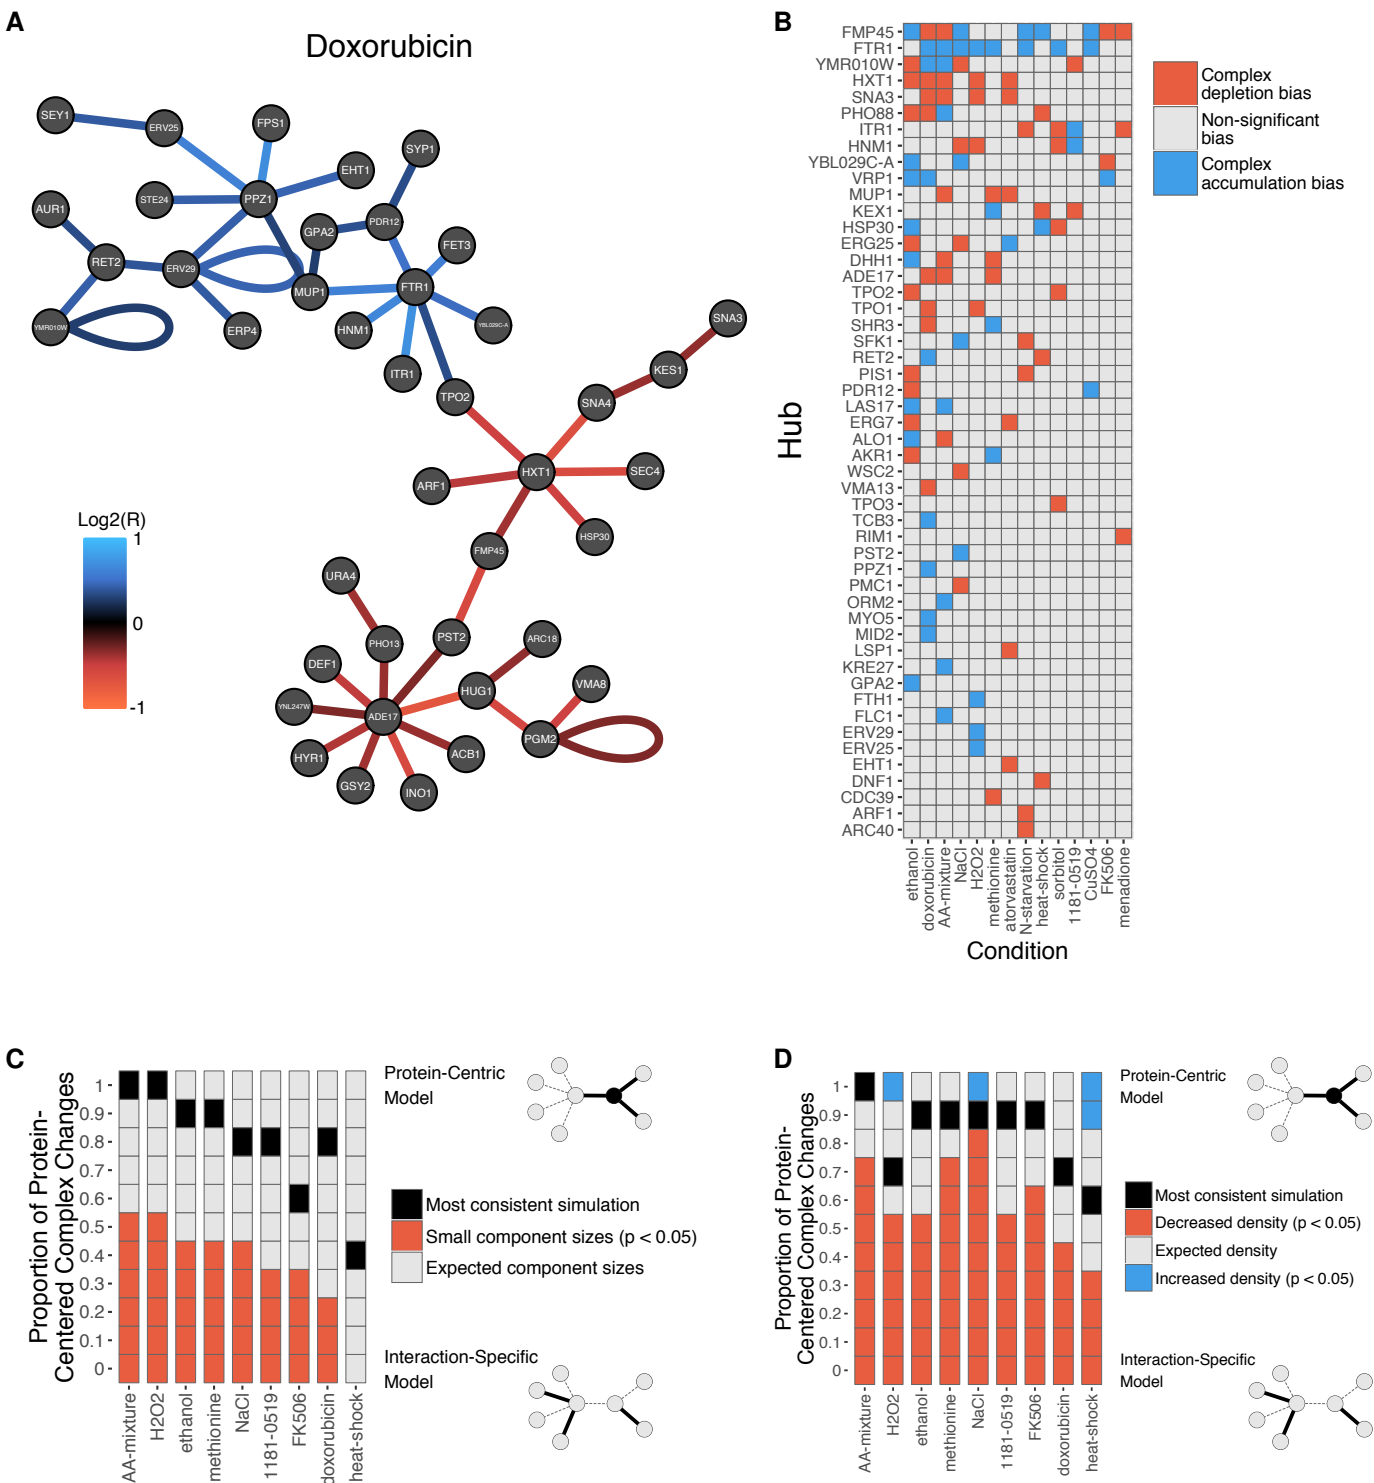 A
Doxorubicin
SEY1
ERV25
FPS1
SYP1
EHT1
STE24
PPZ1
AUR1
GPA2
PDR12
FET3
RET2
ERV29
MUP1
FTR1
YMR010W
ERP4
HNM1
YBL029C-A
SNA3
ITR1
KES1
TPO2
SNA4
HXT1
SEC4
ARF1
HSP30
FMP45
Log2(R)
1
0
-1
URA4
PHO13
PST2
ARC18
DEF1
HUG1
VMA8
YNL247W
ADE17
PGM2
HYR1
ACB1
GSY2
INO1
B
Hub
FMP45
FTR1
YMR010W
HXT1
SNA3
PHO88
ITR1
HNM1
YBL029C-A
VRP1
MUP1
KEX1
HSP30
ERG25
DHH1
ADE17
TPO2
TPO1
SHR3
SFK1
RET2
PIS1
PDR12
LAS17
ERG7
ALO1
AKR1
WSC2
VMA13
TPO3
TCB3
RIM1
PST2
PPZ1
PMC1
ORM2
MYO5
MID2
LSP1
KRE27
GPA2
FTH1
FLC1
ERV29
ERV25
EHT1
DNF1
CDC39
ARF1
ARC40
ethanol
doxorubicin
AA-mixture
NaCl
H2O2
methionine
atorvastatin
N-starvation
heat-shock
sorbitol
1181-0519
CuSO4
FK506
menadione
Condition
Complex
depletion bias
Non-significant
bias
Complex
accumulation bias
C
Proportion of Protein-
Centered Complex Changes
1
0.9
0.8
0.7
0.6
0.5
0.4
0.3
0.2
0.1
0
AA-mixture
H2O2
ethanol
methionine
NaCl
1181-0519
FK506
doxorubicin
heat-shock
Protein-Centric
Model
Most consistent simulation
Small component sizes (p < 0.05)
Expected component sizes
Interaction-Specific
Model
D
Proportion of Protein-
Centered Complex Changes
1
0.9
0.8
0.7
0.6
0.5
0.4
0.3
0.2
0.1
0
AA-mixture
H2O2
ethanol
methionine
NaCl
1181-0519
FK506
doxorubicin
heat-shock
Protein-Centric
Model
Most consistent simulation
Decreased density (p < 0.05)
Expected density
Increased density (p < 0.05)
Interaction-Specific
Model